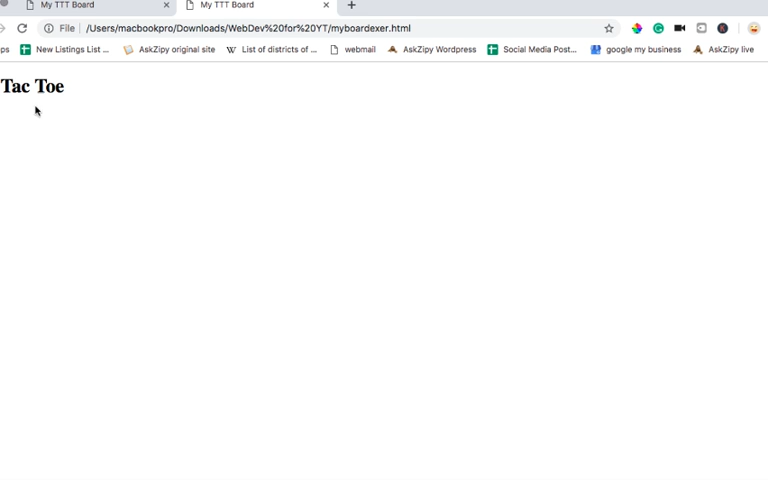 My TTT Board My TTT Board
File /Users/macbookpro/Downloads/WebDev%20for%20YT/myboardexer.html
ps New Listings List ... AskZipy original site List of districts of ... webmail AskZipy Wordpress Social Media Post... google my business AskZipy live
Tac Toe